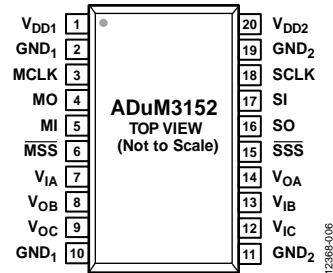 VDD1 1 20 VDD2
GND1 2 19 GND2
MCLK 3 18 SCLK
MO 4 17 SI
MI 5 16 SO
MSS 6 15 SSS
VIA 7 14 VOA
VOB 8 13 VIB
VOC 9 12 VIC
GND1 10 11 GND2
ADuM3152
TOP VIEW
(Not to Scale)
12368-006